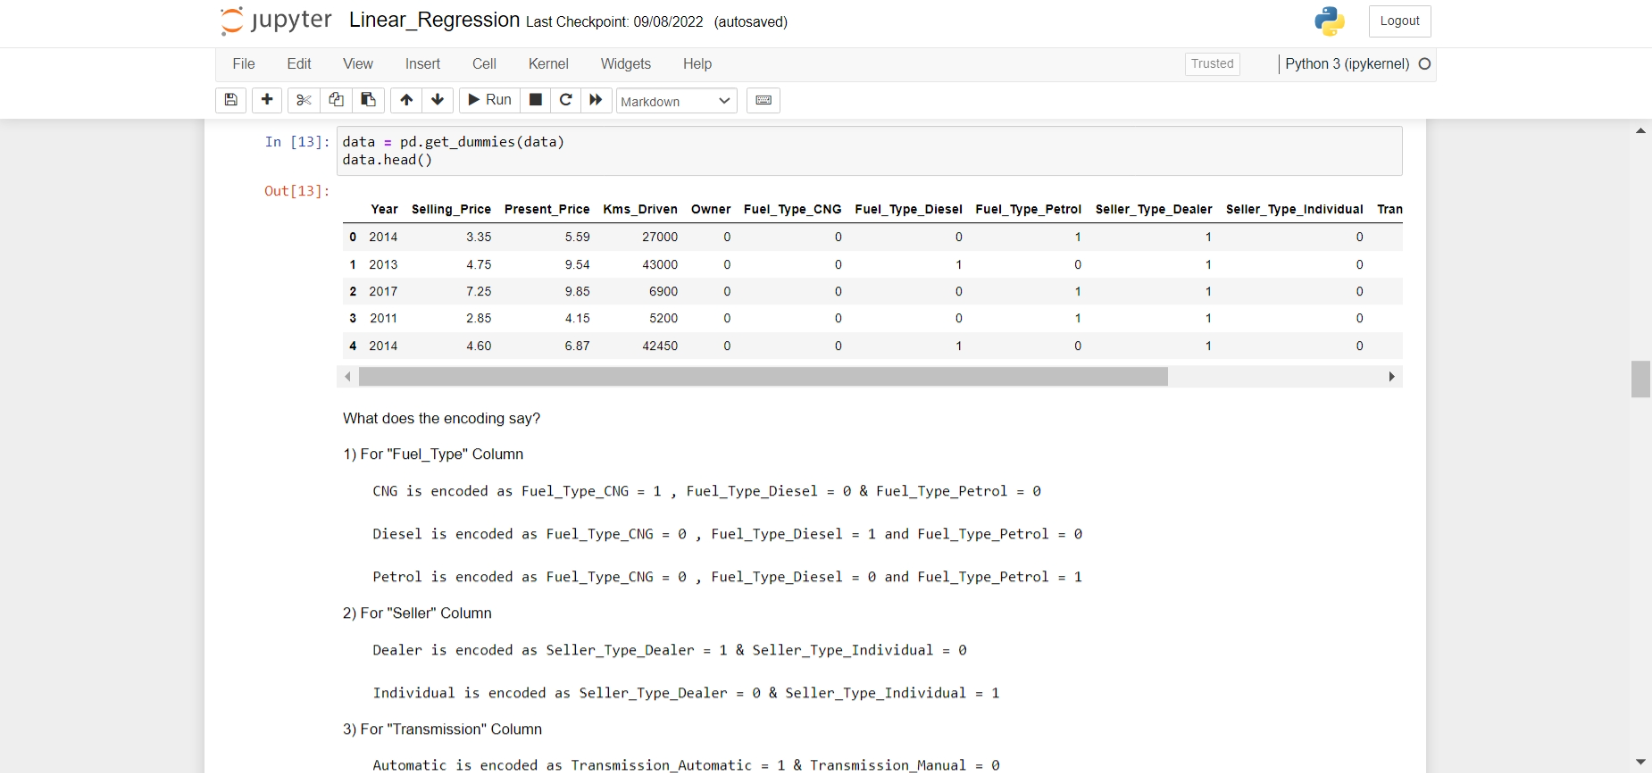 jupyter Linear_Regression Last Checkpoint: 09/08/2022 (autosaved) Logout
File Edit View Insert Cell Kernel Widgets Help Trusted Python 3 (ipykernel)
Run Markdown
In [13]: data = pd.get_dummies(data)
data.head()
Out[13]:
Year Selling_Price Present_Price Kms_Driven Owner Fuel_Type_CNG Fuel_Type_Diesel Fuel_Type_Petrol Seller_Type_Dealer Seller_Type_Individual Tran
0 2014 3.35 5.59 27000 0 0 0 1 1 0
1 2013 4.75 9.54 43000 0 0 1 0 1 0
2 2017 7.25 9.85 6900 0 0 0 1 1 0
3 2011 2.85 4.15 5200 0 0 0 1 1 0
4 2014 4.60 6.87 42450 0 0 1 0 1 0
What does the encoding say?
1) For "Fuel_Type" Column
CNG is encoded as Fuel_Type_CNG = 1 , Fuel_Type_Diesel = 0 & Fuel_Type_Petrol = 0
Diesel is encoded as Fuel_Type_CNG = 0 , Fuel_Type_Diesel = 1 and Fuel_Type_Petrol = 0
Petrol is encoded as Fuel_Type_CNG = 0 , Fuel_Type_Diesel = 0 and Fuel_Type_Petrol = 1
2) For "Seller" Column
Dealer is encoded as Seller_Type_Dealer = 1 & Seller_Type_Individual = 0
Individual is encoded as Seller_Type_Dealer = 0 & Seller_Type_Individual = 1
3) For "Transmission" Column
Automatic is encoded as Transmission_Automatic = 1 & Transmission_Manual = 0